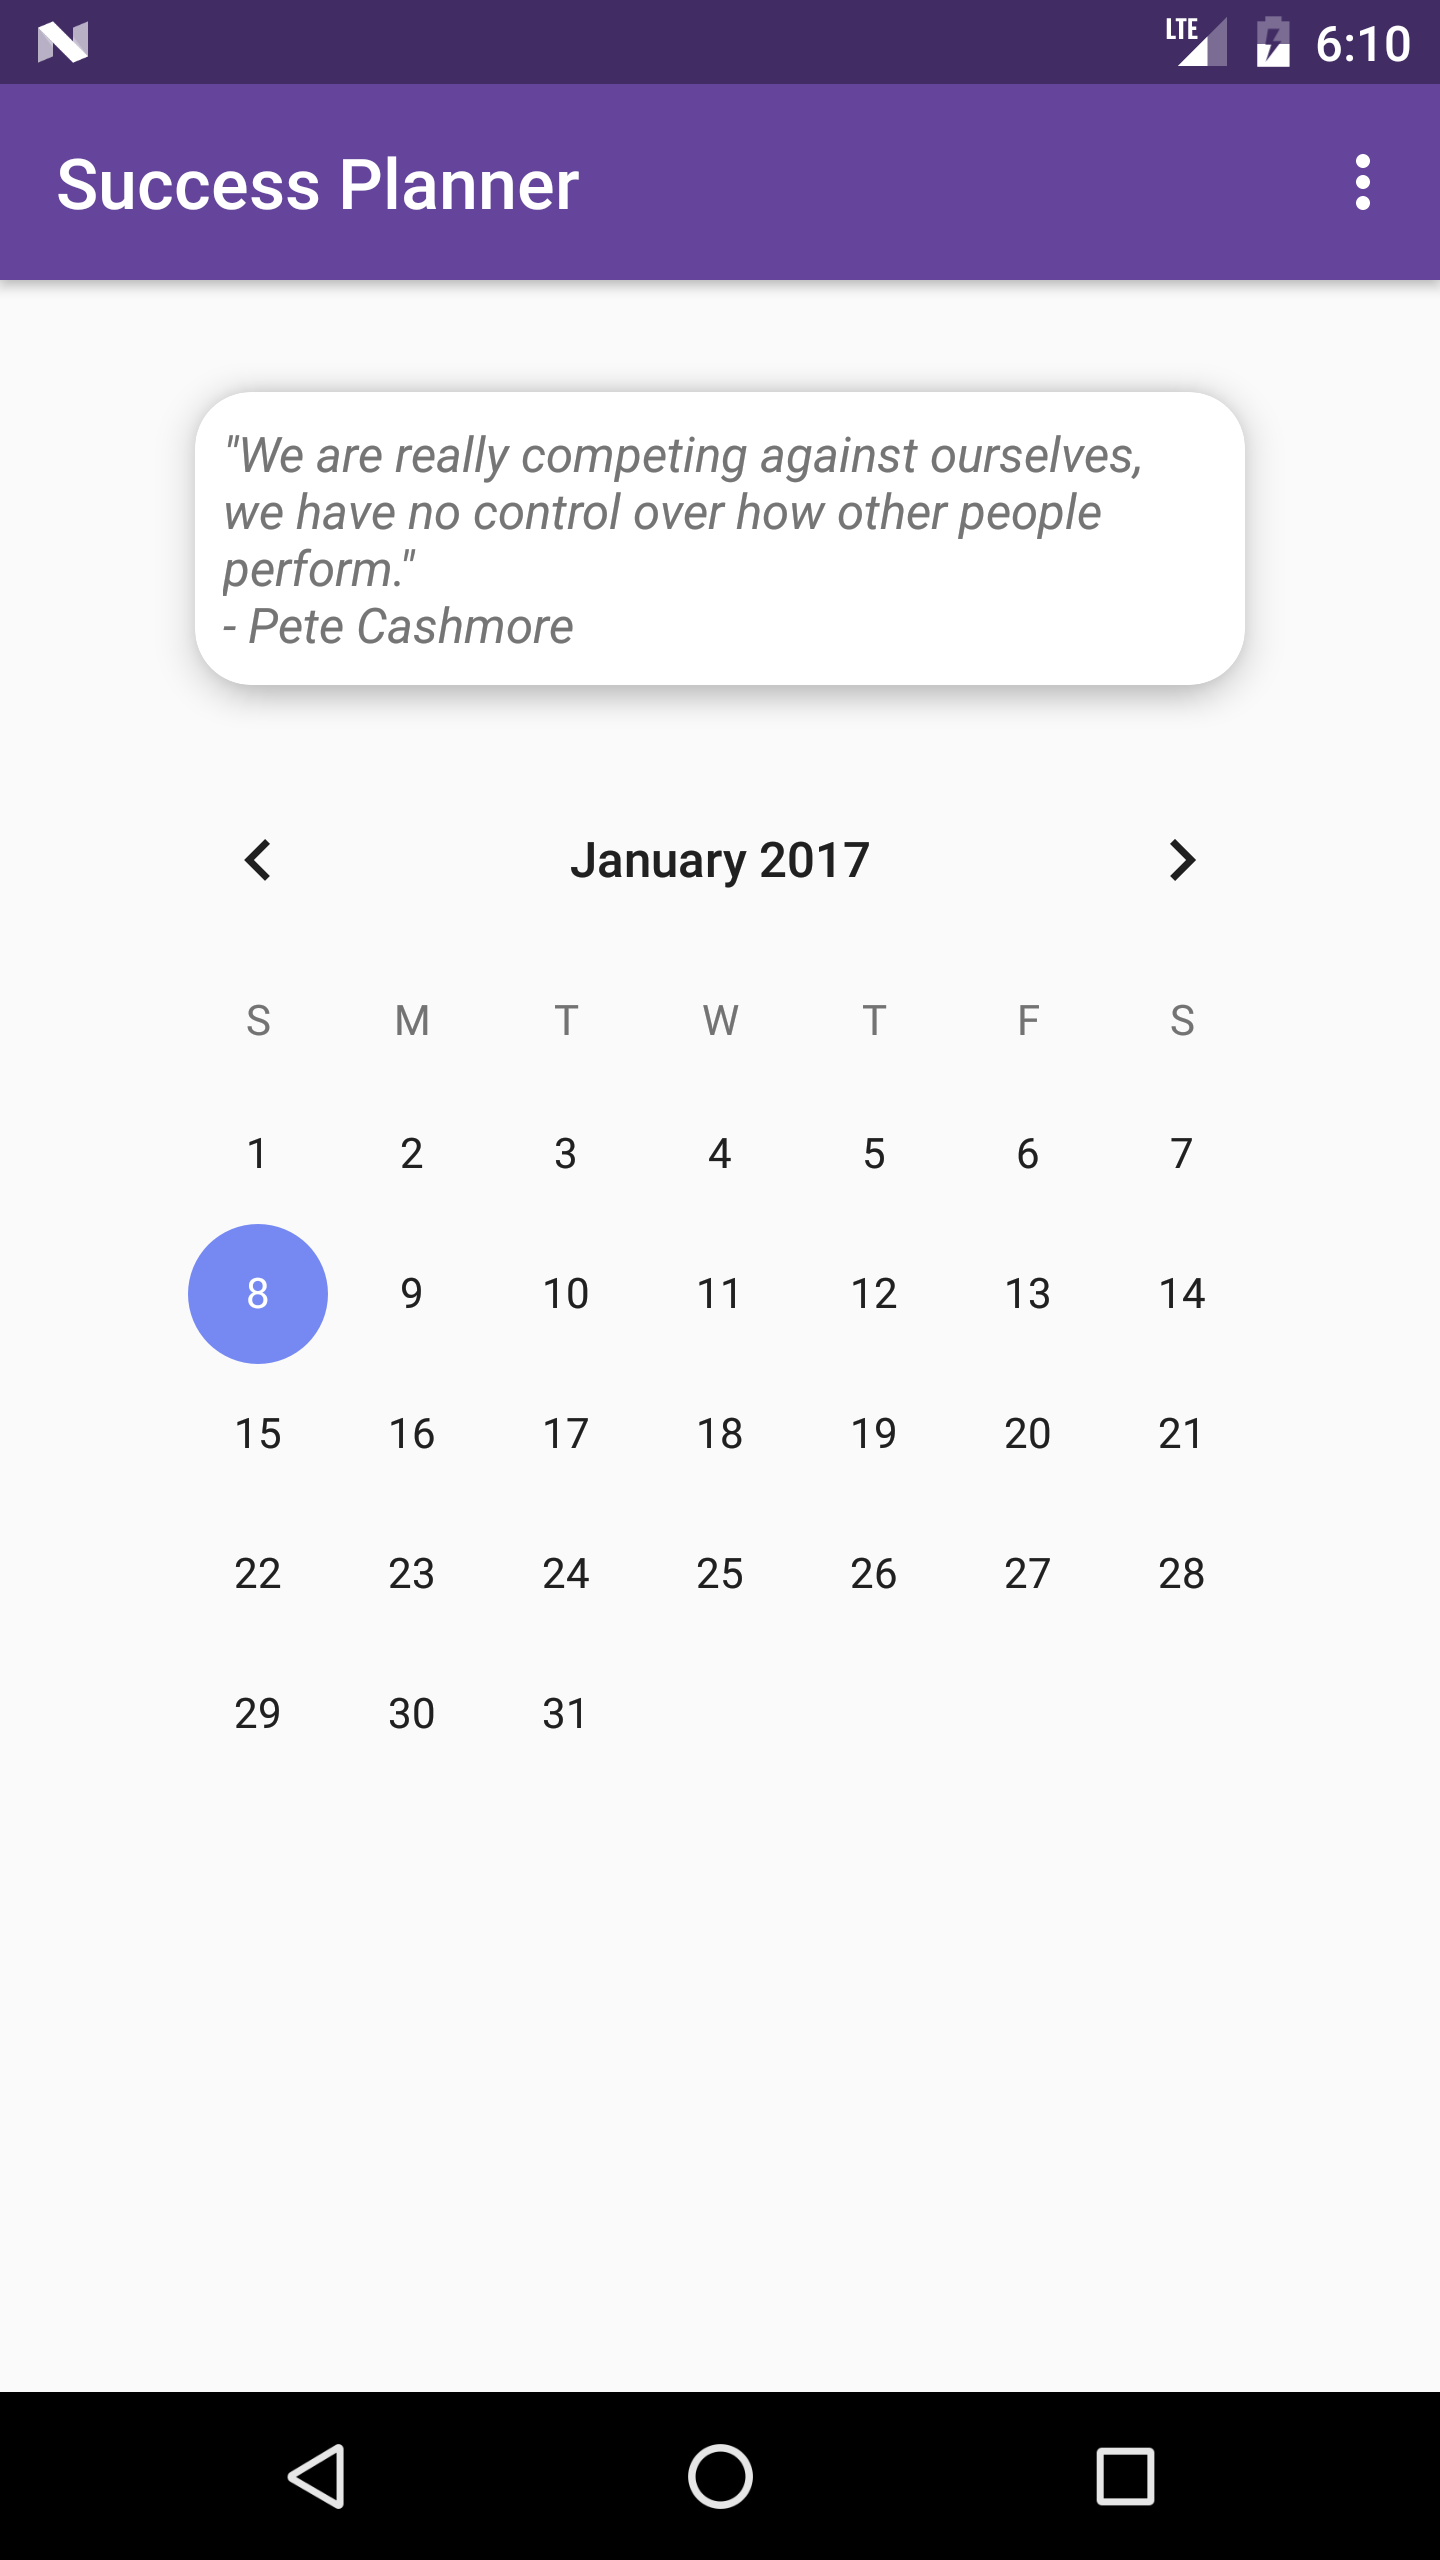 LTE 6:10
Success Planner
"We are really competing against ourselves,
we have no control over how other people
perform."
- Pete Cashmore
January 2017
S M T W T F S
1 2 3 4 5 6 7
8 9 10 11 12 13 14
15 16 17 18 19 20 21
22 23 24 25 26 27 28
29 30 31